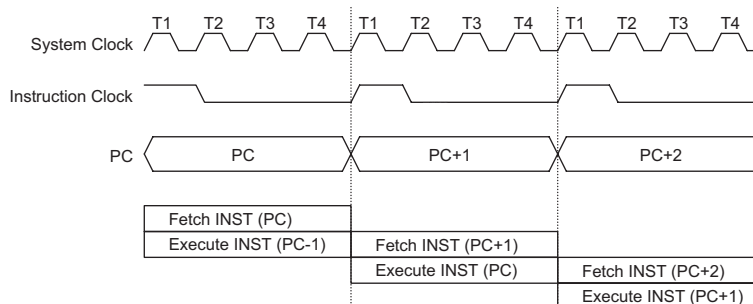 T1 T2 T3 T4 T1 T2 T3 T4 T1 T2 T3 T4
System Clock
Instruction Clock
PC PC PC+1 PC+2
Fetch INST (PC)
Execute INST (PC-1) Fetch INST (PC+1)
Execute INST (PC) Fetch INST (PC+2)
Execute INST (PC+1)